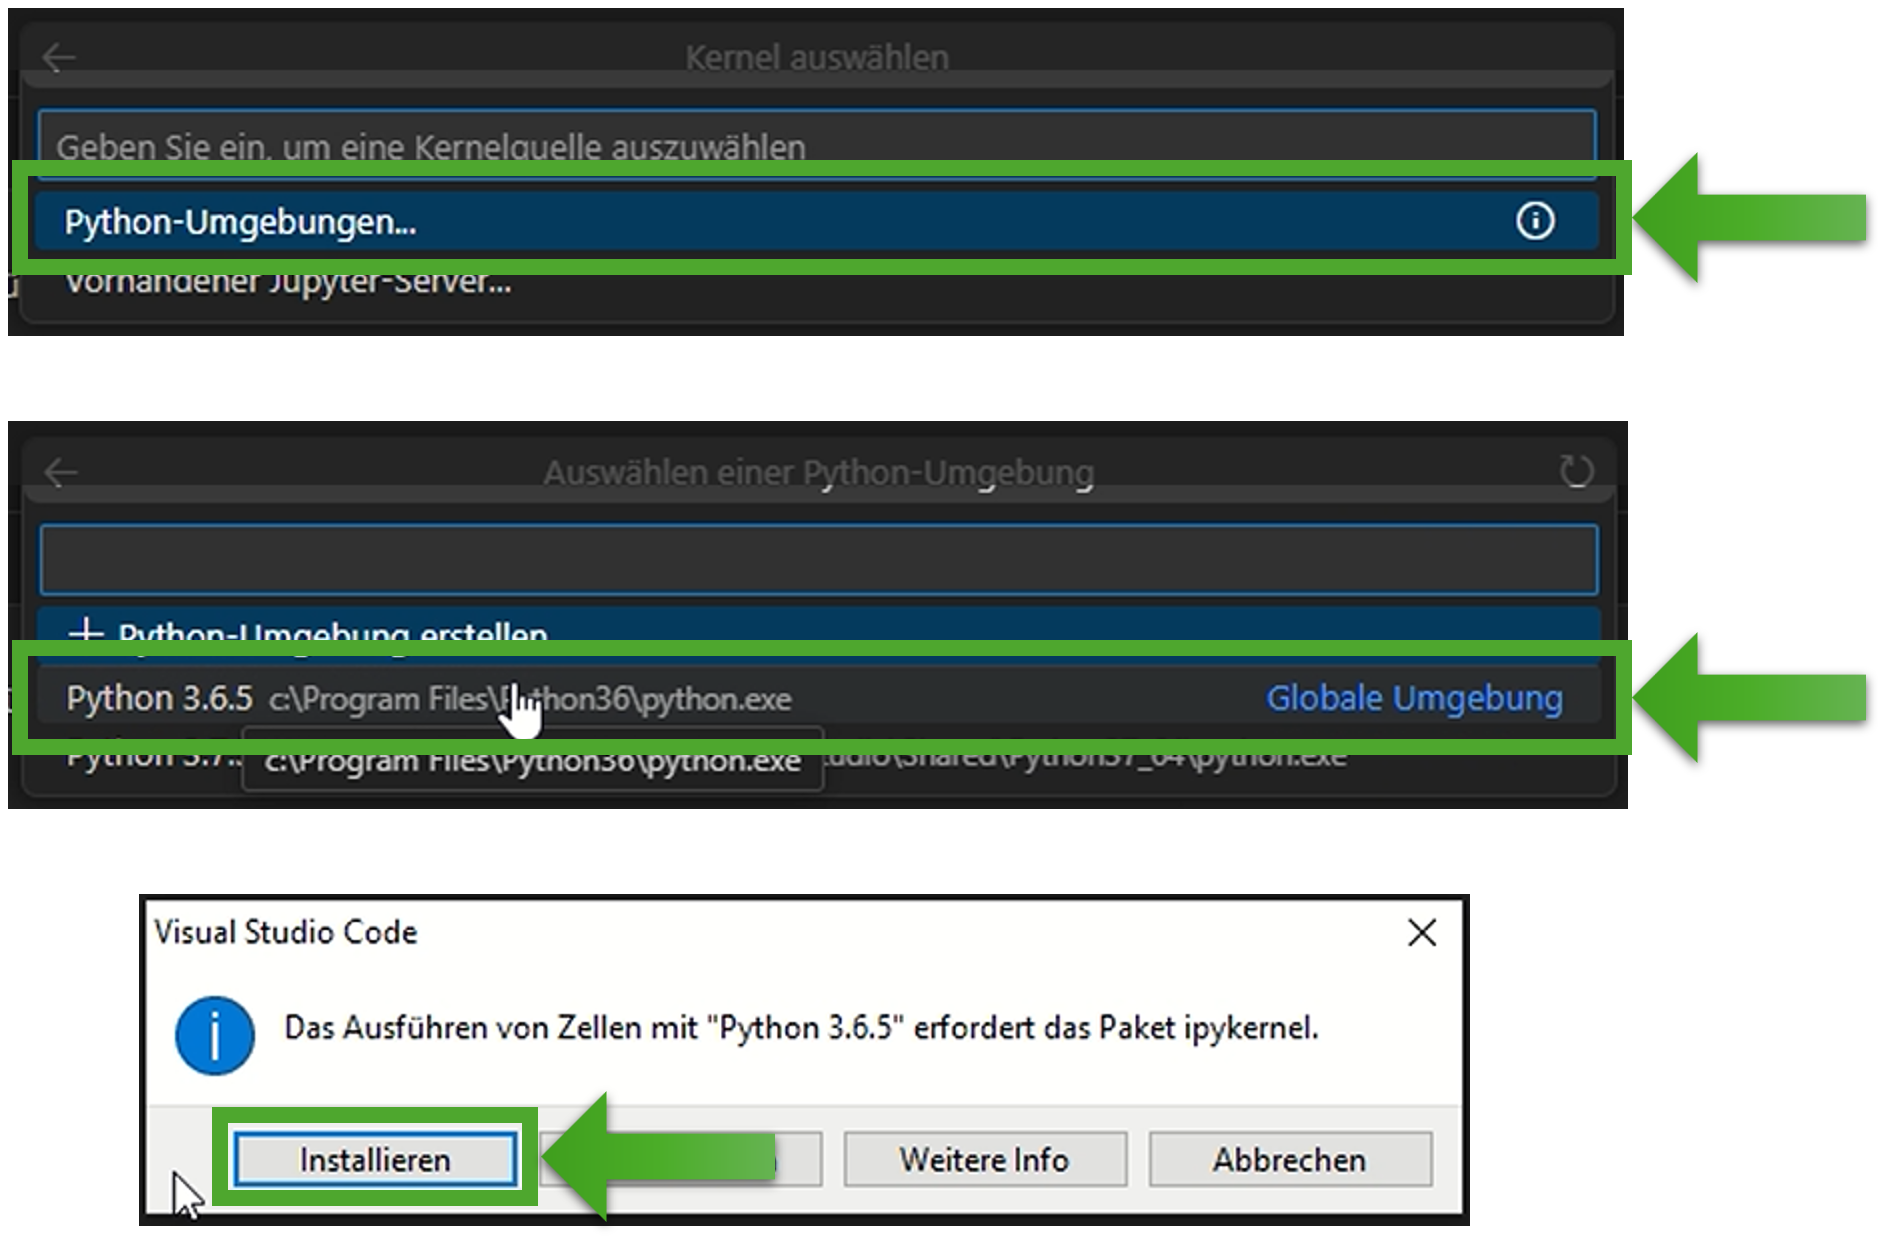 Kernel auswählen
Geben Sie ein, um eine Kernelquelle auszuwählen
Python-Umgebungen...
Vorhandener Jupyter-Server...
Auswählen einer Python-Umgebung
Python-Umgebung erstellen
Python 3.6.5 c:\Program Files\Python36\python.exe Globale Umgebung
Python 3.7.
c:\Program Files\Python36\python.exe
udio\Shared\Python37_64\python.exe
Visual Studio Code
Das Ausführen von Zellen mit "Python 3.6.5" erfordert das Paket ipykernel.
Installieren
Weitere Info
Abbrechen